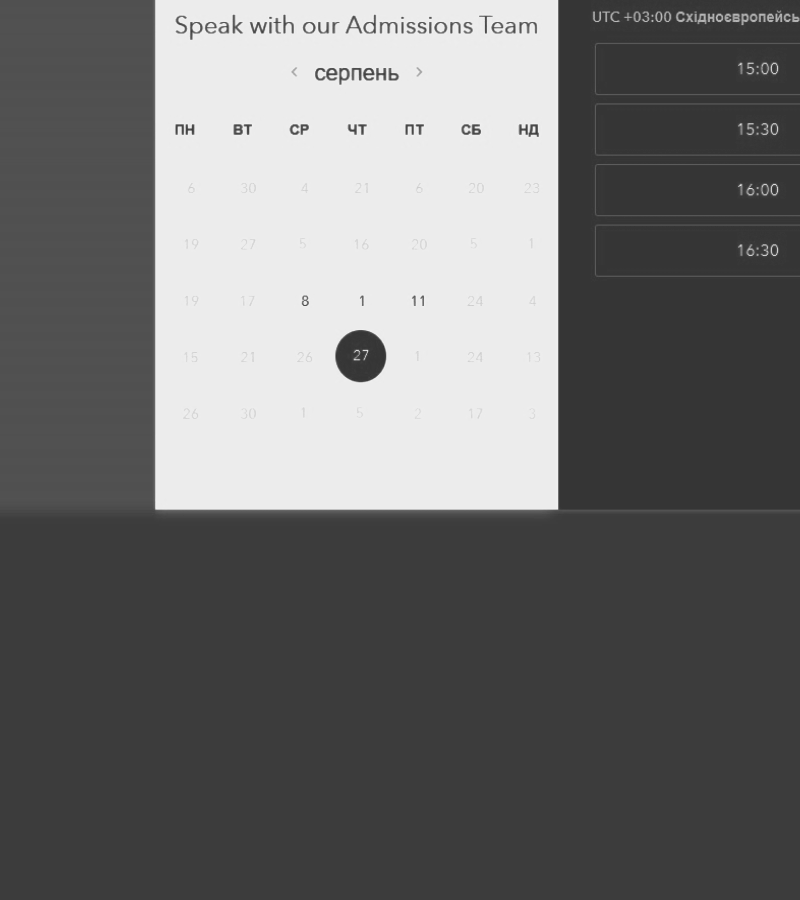 Speak with our Admissions Team
‹ серпень ›
ПН ВТ СР ЧТ ПТ СБ НД
6 30 4 21 6 20 23
19 27 5 16 20 5 1
19 17 8 1 11 24 4
15 21 26 27 1 24 13
26 30 1 5 2 17 3
UTC +03:00 Східноєвропейсь
15:00
15:30
16:00
16:30